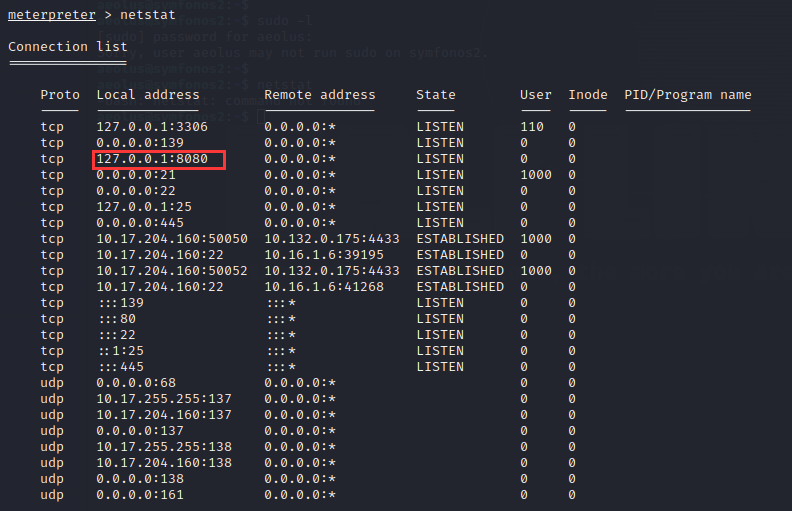 meterpreter > netstat
Connection list
Proto Local address Remote address State User Inode PID/Program name
tcp 127.0.0.1:3306 0.0.0.0:* LISTEN 110 0
tcp 0.0.0.0:139 0.0.0.0:* LISTEN 0 0
tcp 127.0.0.1:8080 0.0.0.0:* LISTEN 0 0
tcp 0.0.0.0:21 0.0.0.0:* LISTEN 1000 0
tcp 0.0.0.0:22 0.0.0.0:* LISTEN 0 0
tcp 127.0.0.1:25 0.0.0.0:* LISTEN 0 0
tcp 0.0.0.0:445 0.0.0.0:* LISTEN 0 0
tcp 10.17.204.160:50050 10.132.0.175:4433 ESTABLISHED 1000 0
tcp 10.17.204.160:22 10.16.1.6:39195 ESTABLISHED 0 0
tcp 10.17.204.160:50052 10.132.0.175:4433 ESTABLISHED 1000 0
tcp 10.17.204.160:22 10.16.1.6:41268 ESTABLISHED 0 0
tcp :::139 :::* LISTEN 0 0
tcp :::80 :::* LISTEN 0 0
tcp :::22 :::* LISTEN 0 0
tcp ::1:25 :::* LISTEN 0 0
tcp :::445 :::* LISTEN 0 0
udp 0.0.0.0:68 0.0.0.0:* 0 0
udp 10.17.255.255:137 0.0.0.0:* 0 0
udp 10.17.204.160:137 0.0.0.0:* 0 0
udp 0.0.0.0:137 0.0.0.0:* 0 0
udp 10.17.255.255:138 0.0.0.0:* 0 0
udp 10.17.204.160:138 0.0.0.0:* 0 0
udp 0.0.0.0:138 0.0.0.0:* 0 0
udp 0.0.0.0:161 0.0.0.0:* 0 0